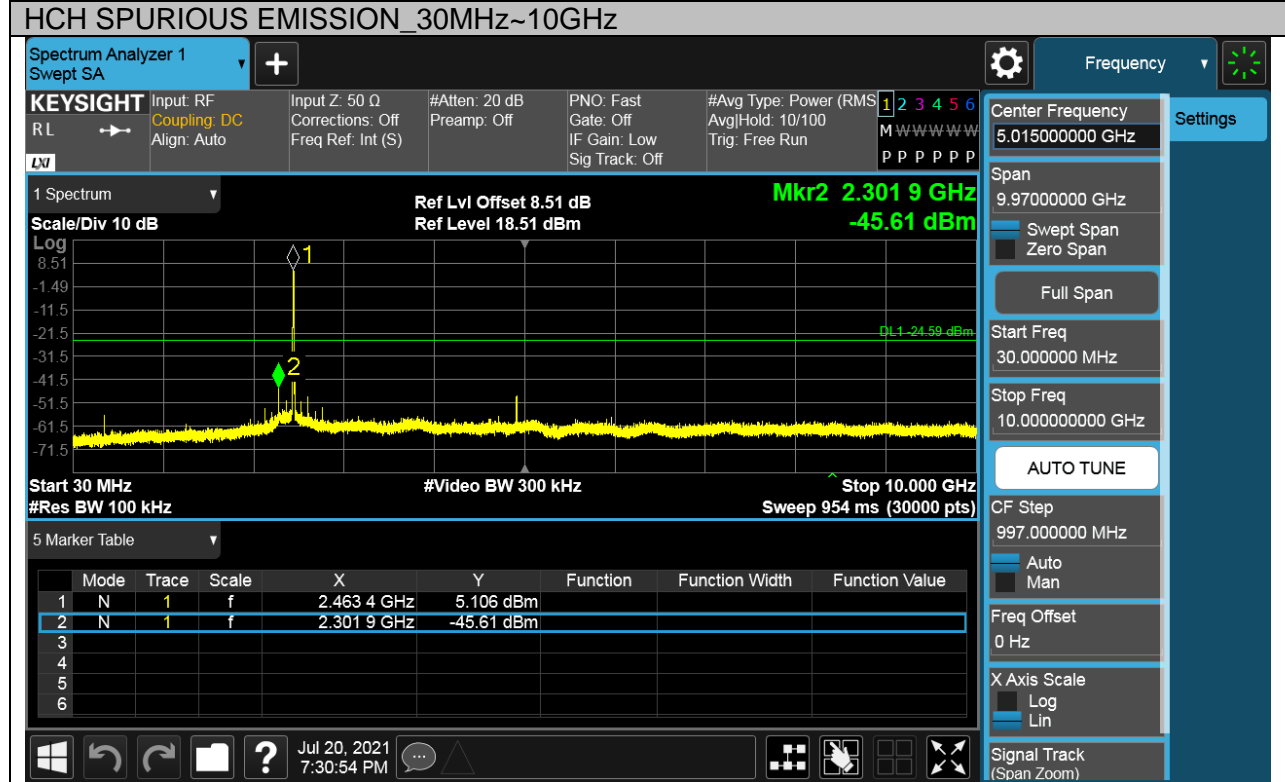 HCH SPURIOUS EMISSION_30MHz~10GHz
Spectrum Analyzer 1
Swept SA
Frequency
KEYSIGHT
RL
LXI
Input: RF
Coupling: DC
Align: Auto
Input Z: 50 Ω
Corrections: Off
Freq Ref: Int (S)
#Atten: 20 dB
Preamp: Off
PNO: Fast
Gate: Off
IF Gain: Low
Sig Track: Off
#Avg Type: Power (RMS
Avg|Hold: 10/100
Trig: Free Run
1 2 3 4 5 6
M W W W W W
P P P P P P
Center Frequency
5.015000000 GHz
Settings
Span
9.97000000 GHz
Swept Span
Zero Span
Full Span
Start Freq
30.000000 MHz
Stop Freq
10.000000000 GHz
AUTO TUNE
CF Step
997.000000 MHz
Auto
Man
Freq Offset
0 Hz
X Axis Scale
Log
Lin
Signal Track
(Span Zoom)
1 Spectrum
Scale/Div 10 dB
Log
Ref Lvl Offset 8.51 dB
Ref Level 18.51 dBm
Mkr2 2.301 9 GHz
-45.61 dBm
8.51
-1.49
-11.5
-21.5
-31.5
-41.5
-51.5
-61.5
-71.5
1
2
DL1 -24.59 dBm
Start 30 MHz
#Res BW 100 kHz
#Video BW 300 kHz
Stop 10.000 GHz
Sweep 954 ms (30000 pts)
5 Marker Table
Mode Trace Scale X Y Function Function Width Function Value
1 N 1 f 2.463 4 GHz 5.106 dBm
2 N 1 f 2.301 9 GHz -45.61 dBm
3
4
5
6
?
Jul 20, 2021
7:30:54 PM